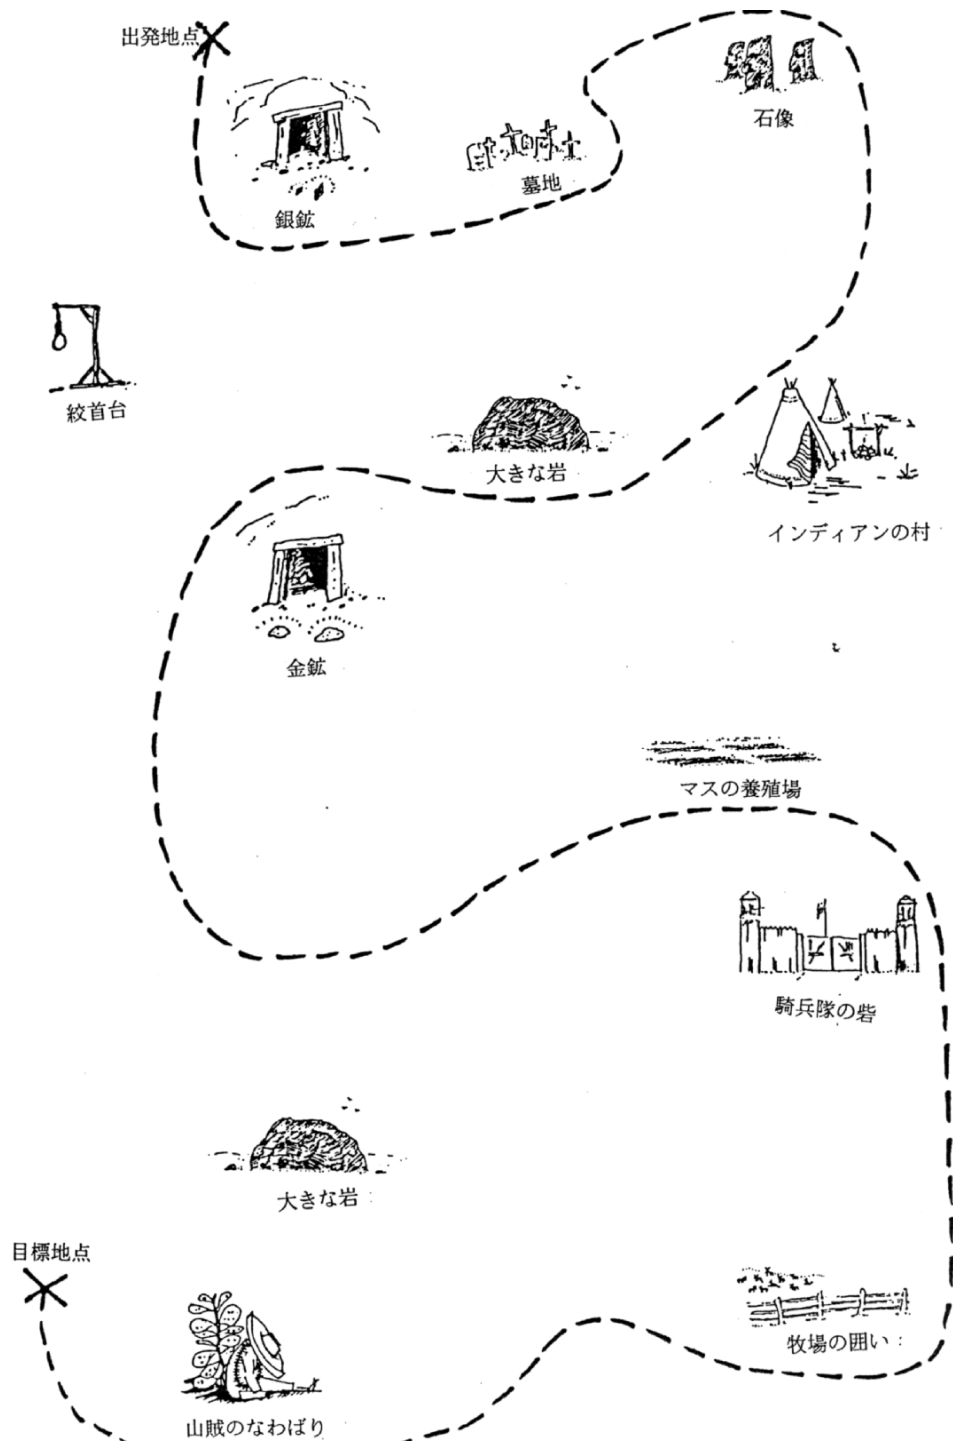 出発地点
石像
墓地
銀鉱
絞首台
大きな岩
インディアンの村
金鉱
マスの養殖場
騎兵隊の砦
大きな岩
目標地点
牧場の囲い
山賊のなわばり